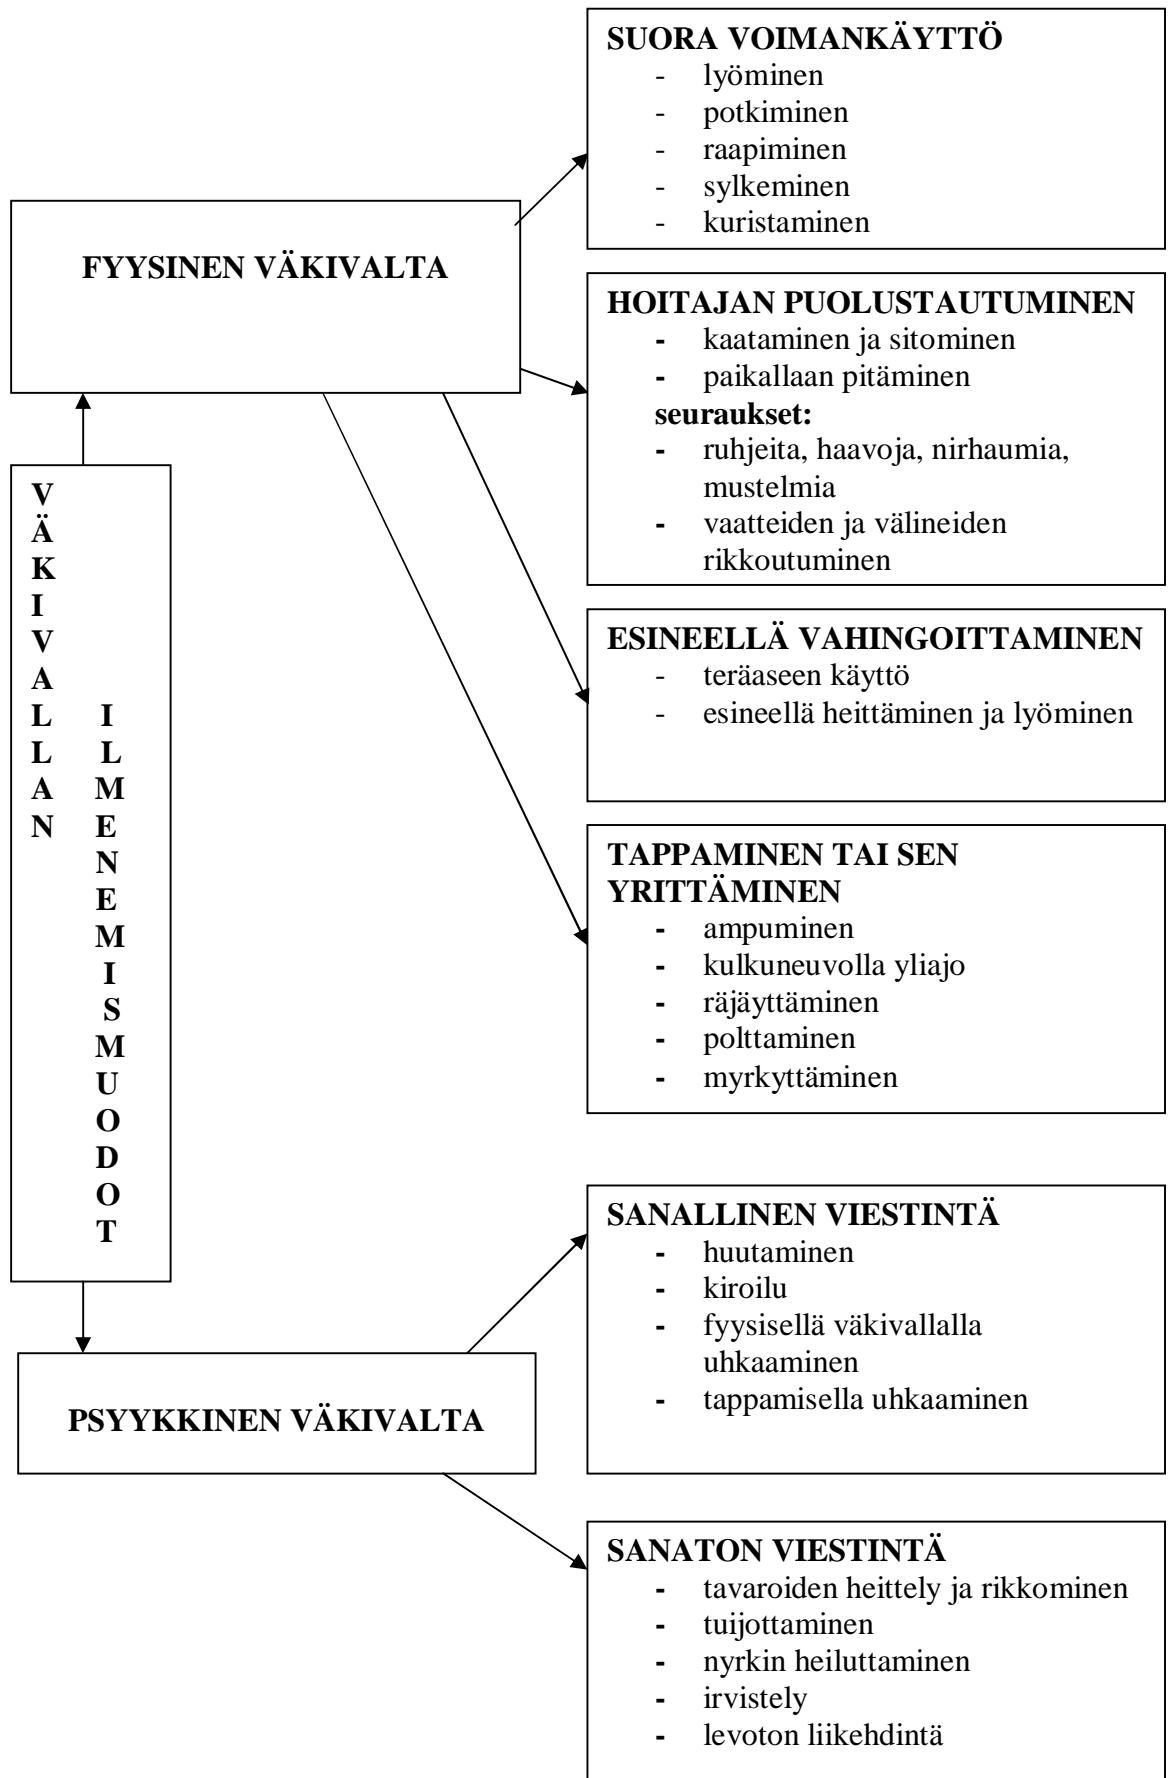 SUORA VOIMANKÄYTTÖ
- lyöminen
- potkiminen
- raapiminen
- sylkeminen
- kuristaminen
FYYSINEN VÄKIVALTA
HOITAJAN PUOLUSTAUTUMINEN
- kaataminen ja sitominen
- paikallaan pitäminen
seuraukset:
- ruhjeita, haavoja, nirhaumia,
mustelmia
- vaatteiden ja välineiden
rikkoutuminen
VÄKIVALLAN
ILMENEMISMUODOT
ESINEELLÄ VAHINGOITTAMINEN
- teräaseen käyttö
- esineellä heittäminen ja lyöminen
TAPPAMINEN TAI SEN
YRITTÄMINEN
- ampuminen
- kulkuneuvolla yliajo
- räjäyttäminen
- polttaminen
- myrkyttäminen
SANALLINEN VIESTINTÄ
- huutaminen
- kiroilu
- fyysisellä väkivallalla
uhkaaminen
- tappamisella uhkaaminen
PSYYKKINEN VÄKIVALTA
SANATON VIESTINTÄ
- tavaroiden heittely ja rikkominen
- tuijottaminen
- nyrkin heiluttaminen
- irvistely
- levoton liikehdintä